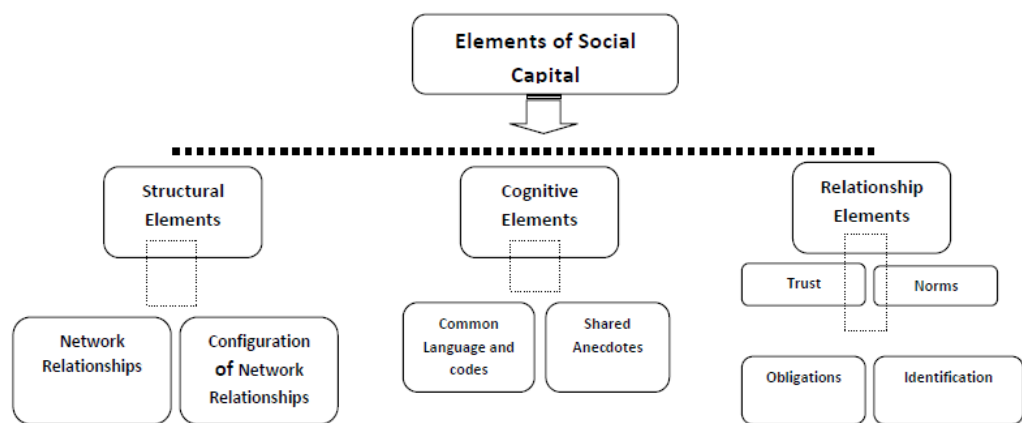 Elements of Social
Capital
Structural
Elements
Cognitive
Elements
Relationship
Elements
Trust
Norms
Network
Relationships
Configuration
of Network
Relationships
Common
Language and
codes
Shared
Anecdotes
Obligations
Identification